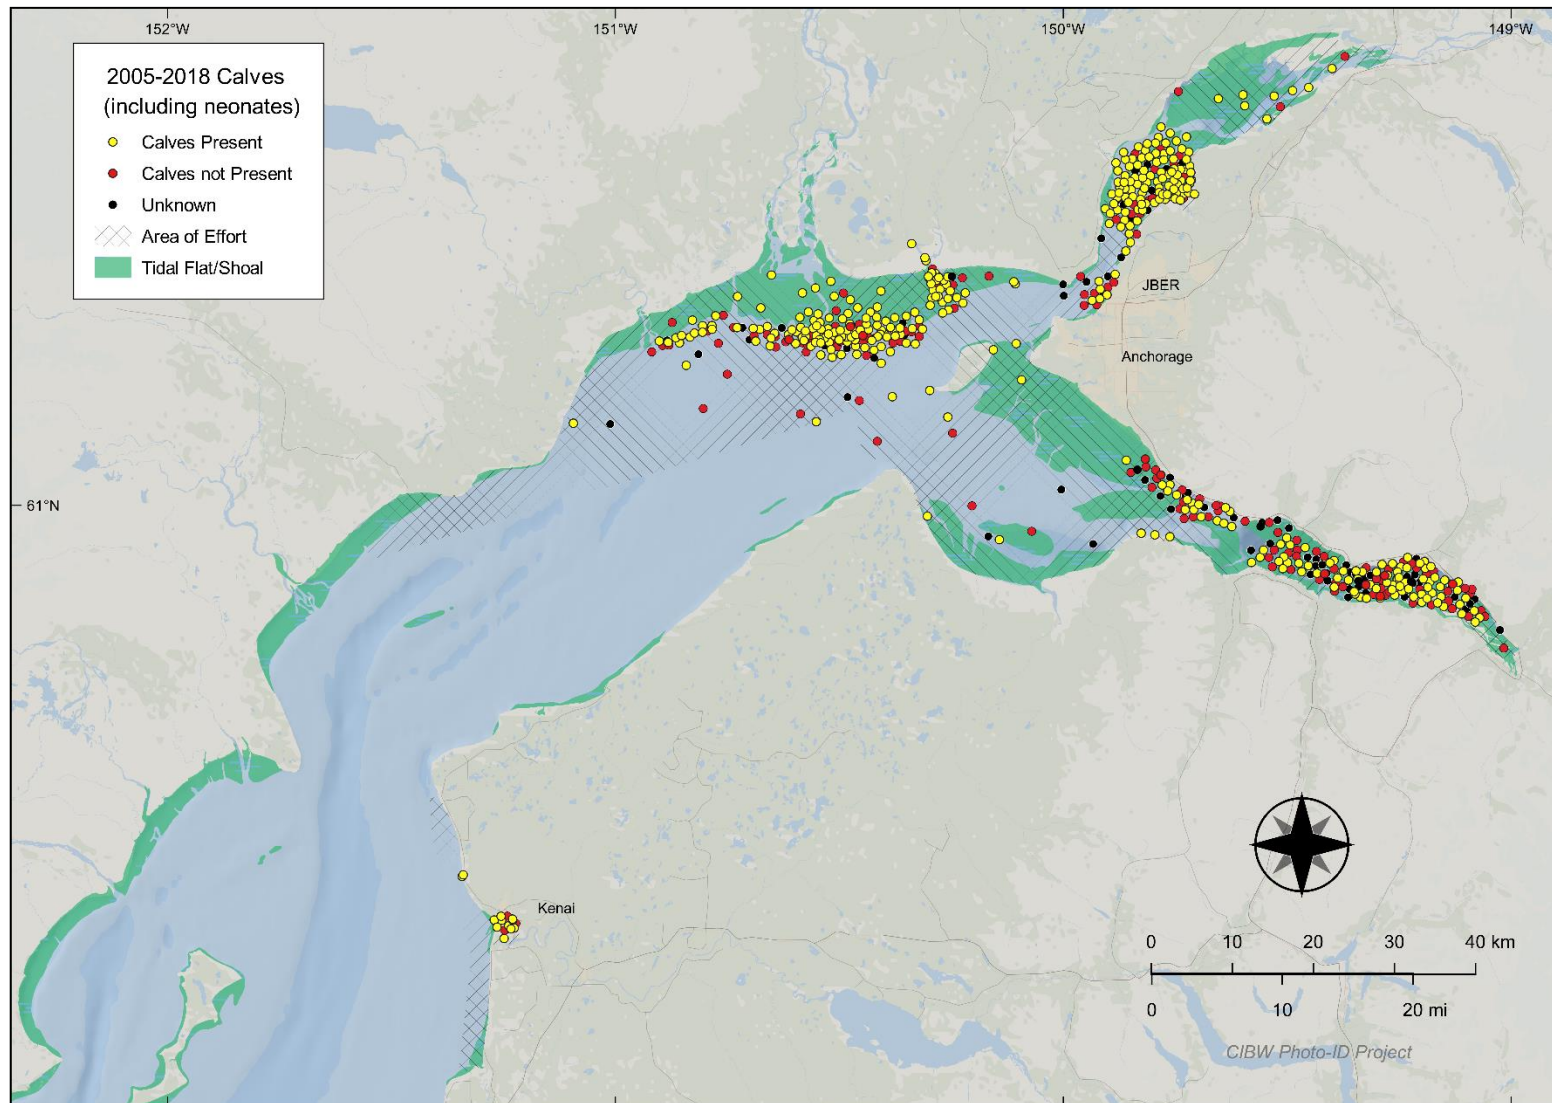 152°W
151°W
150°W
149°W
2005-2018 Calves
(including neonates)
Calves Present
Calves not Present
Unknown
Area of Effort
Tidal Flat/Shoal
JBER
Anchorage
61°N
Kenai
0 10 20 30 40 km
0 10 20 mi
CIBW Photo-ID Project